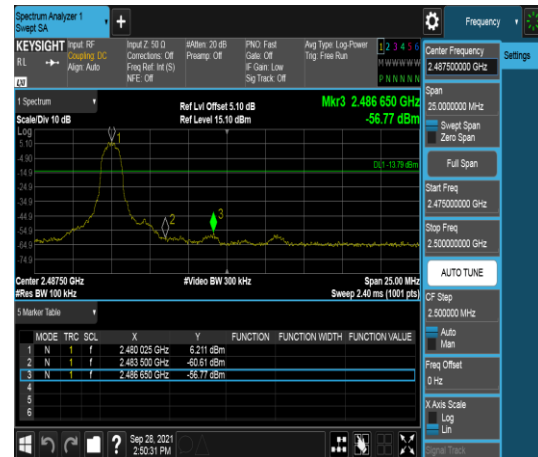 Spectrum Analyzer 1
Swept SA
+
Frequency
KEYSIGHT Input: RF Input Z: 50 Ω #Atten: 20 dB PNO: Fast Avg Type: Log-Power 1 2 3 4 5 6
RL Coupling: DC Corrections: Off Preamp: Off Gate: Off Trig: Free Run M W W W W W
Align: Auto Freq Ref: Int (S) IF Gain: Low
LXI NFE: Off Sig Track: Off P N N N N N
1 Spectrum
Scale/Div 10 dB Ref Lvl Offset 5.10 dB Mkr3 2.486 650 GHz
Ref Level 15.10 dBm -56.77 dBm
Log
5.10
-4.90
-14.9
-24.9
-34.9
-44.9
-54.9
-64.9
-74.9
1
2
3
DL1 -13.79 dBm
Center 2.48750 GHz #Video BW 300 kHz Span 25.00 MHz
#Res BW 100 kHz Sweep 2.40 ms (1001 pts)
5 Marker Table
MODE TRC SCL X Y FUNCTION FUNCTION WIDTH FUNCTION VALUE
1 N 1 f 2.480 025 GHz 6.211 dBm
2 N 1 f 2.483 500 GHz -60.61 dBm
3 N 1 f 2.486 650 GHz -56.77 dBm
4
5
6
? Sep 28, 2021
2:50:31 PM
Settings
Center Frequency
2.487500000 GHz
Span
25.0000000 MHz
Swept Span
Zero Span
Full Span
Start Freq
2.475000000 GHz
Stop Freq
2.500000000 GHz
AUTO TUNE
CF Step
2.500000 MHz
Auto
Man
Freq Offset
0 Hz
X Axis Scale
Log
Lin
Signal Track